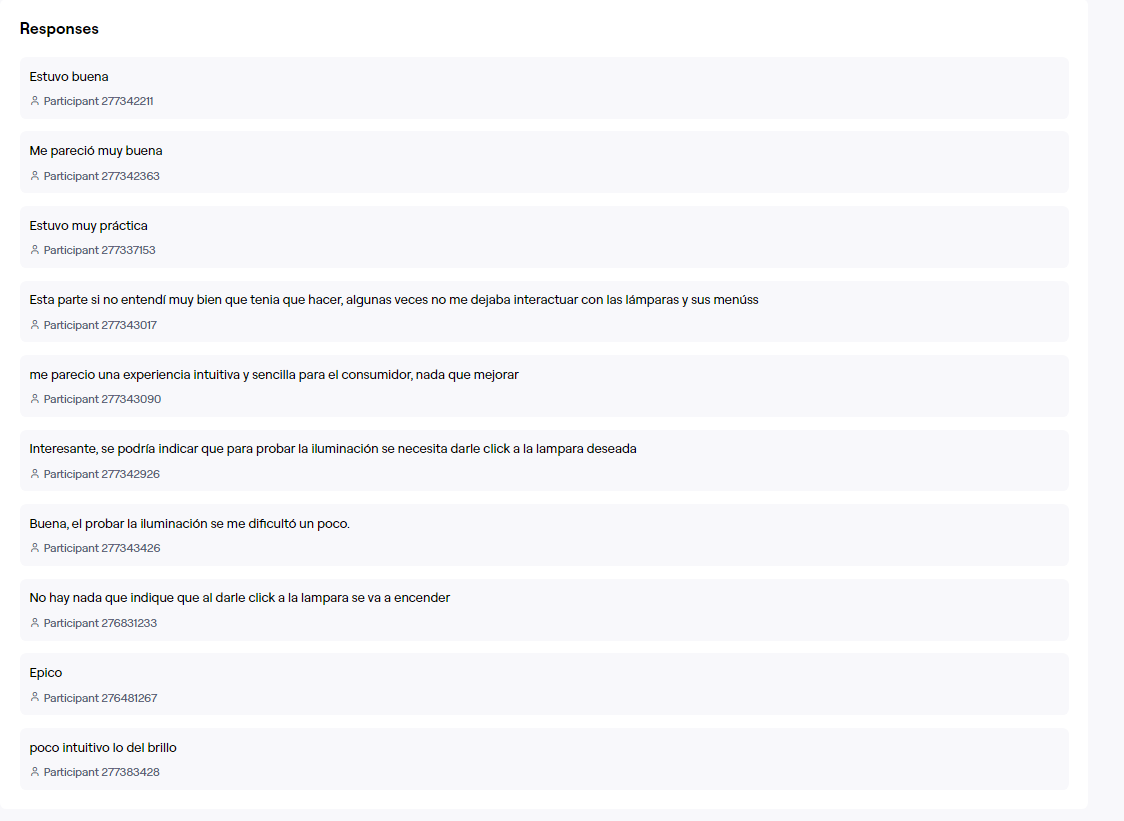 Responses
Estuvo buena
Participant 277342211
Me pareció muy buena
Participant 277342363
Estuvo muy práctica
Participant 277337153
Esta parte si no entendí muy bien que tenia que hacer, algunas veces no me dejaba interactuar con las lámparas y sus menúss
Participant 277343017
me parecio una experiencia intuitiva y sencilla para el consumidor, nada que mejorar
Participant 277343090
Interesante, se podría indicar que para probar la iluminación se necesita darle click a la lampara deseada
Participant 277342926
Buena, el probar la iluminación se me dificultó un poco.
Participant 277343426
No hay nada que indique que al darle click a la lampara se va a encender
Participant 276831233
Epico
Participant 276481267
poco intuitivo lo del brillo
Participant 277383428